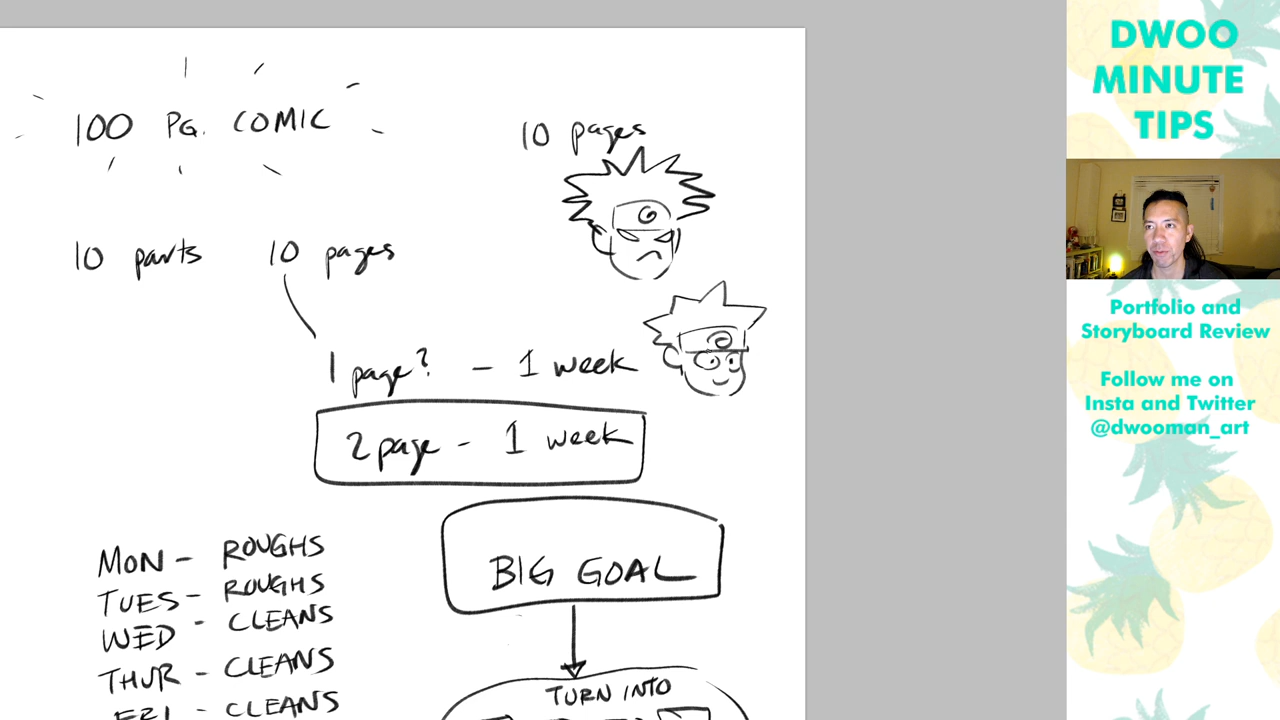 100 PG. COMIC
10 pages
10 parts 10 pages
1 page? - 1 week
2 page - 1 week
BIG GOAL
MON - ROUGHS
TUES - ROUGHS
WED - CLEANS
THUR - CLEANS
FRI - CLEANS
TURN INTO
DWOO
MINUTE
TIPS
Portfolio and
Storyboard Review
Follow me on
Insta and Twitter
@dwooman_art